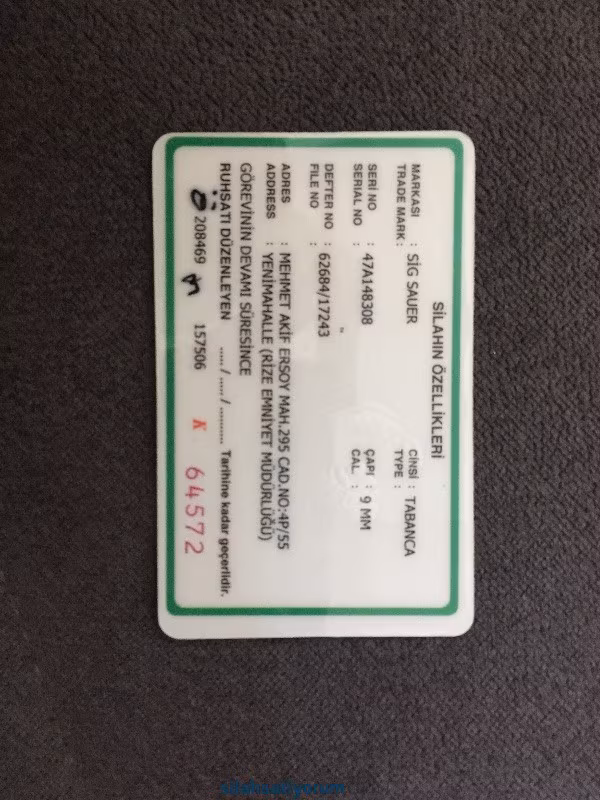 SİLAHIN ÖZELLİKLERİ
MARKASI : SİG SAUER CİNSİ : TABANCA
TRADE MARK : TYPE :
SERİ NO : 47A148308 ÇAPI : 9 MM
SERIAL NO CAL. :
DEFTER NO : 62684/17243
FILE NO :
ADRES : MEHMET AKİF ERSOY MAH.295 CAD.NO:4P/55
ADDRESS : YENİMAHALLE (RİZE EMNİYET MÜDÜRLÜĞÜ)
GÖREVİNİN DEVAMI SÜRESİNCE
RUHSATI DÜZENLEYEN ..... / ..... / .......... Tarihine kadar geçerlidir.
208469 157506 K 64572
silahsatiyorum